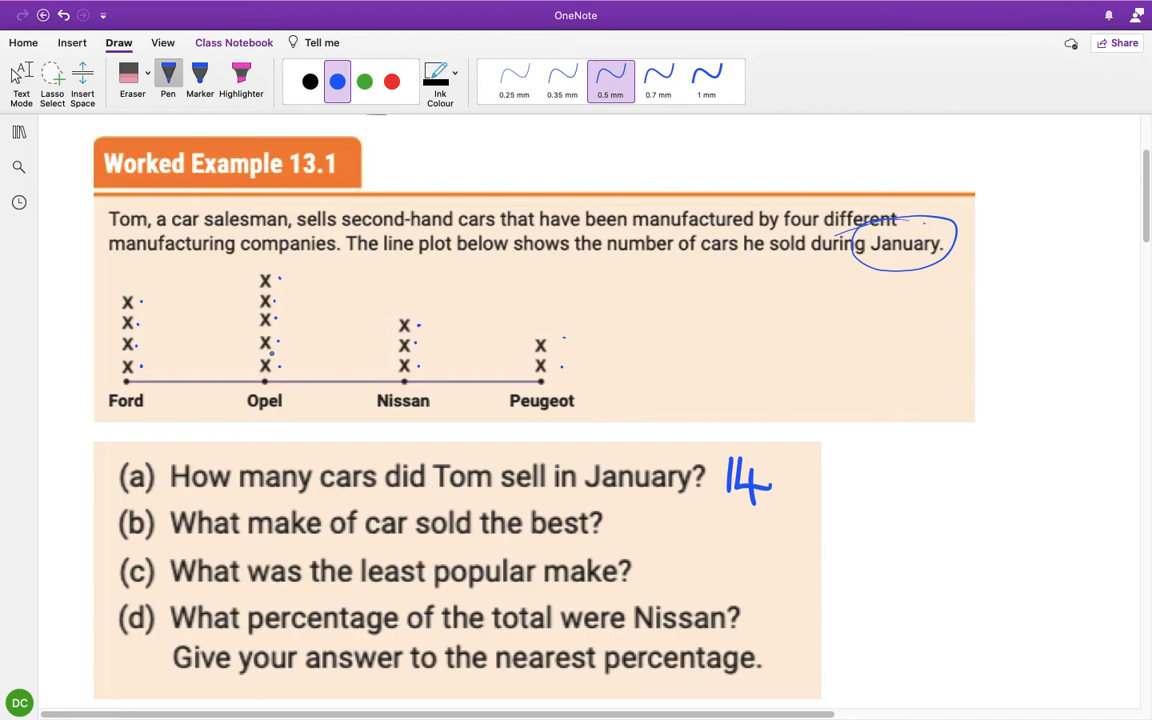 OneNote
Home Insert Draw View Class Notebook Tell me Share
Text Mode Lasso Select Insert Space Eraser Pen Marker Highlighter Ink Colour 0.25 mm 0.35 mm 0.5 mm 0.7 mm 1 mm
Worked Example 13.1
Tom, a car salesman, sells second-hand cars that have been manufactured by four different
manufacturing companies. The line plot below shows the number of cars he sold during January.
X
X X
X X X
X X X X
X X X X
Ford Opel Nissan Peugeot
(a) How many cars did Tom sell in January? 14
(b) What make of car sold the best?
(c) What was the least popular make?
(d) What percentage of the total were Nissan?
Give your answer to the nearest percentage.
DC